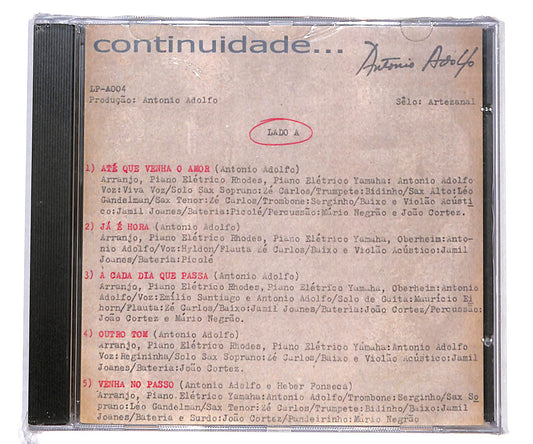 continuidade...
Antonio Adolfo
LP-A004
Produção: Antonio Adolfo
Sêlo: Artezanal
LADO A
1) ATÉ QUE VENHA O AMOR (Antonio Adolfo)
Arranjo, Piano Elétrico Rhodes, Piano Elétrico Yamaha: Antonio Adolfo
Voz:Viva Voz/Solo Sax Soprano:Zé Carlos/Trumpete:Bidinho/Sax Alto:Léo
Gandelman/Sax Tenor:Zé Carlos/Trombone:Serginho/Baixo e Violão Acústi
co:Jamil Joanes/Bateria:Picolé/Percussão:Mário Negrão e João Cortez.
2) JÁ É HORA (Antonio Adolfo)
Arranjo, Piano Elétrico Rhodes, Piano Elétrico Yamaha, Oberheim:Anto-
nio Adolfo/Voz:Hyldon/Flauta Zé Carlos/Baixo e Violão Acústico:Jamil
Joanes/Bateria:Picolé
3) A CADA DIA QUE PASSA (Antonio Adolfo)
Arranjo, Piano Elétrico Rhodes,Piano Elétrico Yamaha, Oberheim:Antonio
Adolfo/Voz:Emílio Santiago e Antonio Adolfo/Solo de Gaita:Maurício Ei
horn/Flauta:Zé Carlos/Baixo:Jamil Joanes/Bateria:João Cortez/Percussão:
João Cortez e Mário Negrão.
4) OUTRO TOM (Antonio Adolfo)
Arranjo, Piano Elétrico Rhodes, Piano Elétrico Yamaha:Antonio Adolfo
Voz:Regininha/Solo Sax Soprano:Zé Carlos/Baixo e Violão Acústico:Jamil
Joanes/Bateria:João Cortez.
5) VENHA NO PASSO (Antonio Adolfo e Heber Fonseca)
Arranjo, Piano Elétrico Yamaha:Antonio Adolfo/Trombone:Serginho/Sax So
prano:Léo Gandelman/Sax Tenor:Zé Carlos/Trumpete:Bidinho/Baixo:Jamil
Joanes/Bateria e Surdo:João Cortez/Pandeirinho:Mário Negrão.